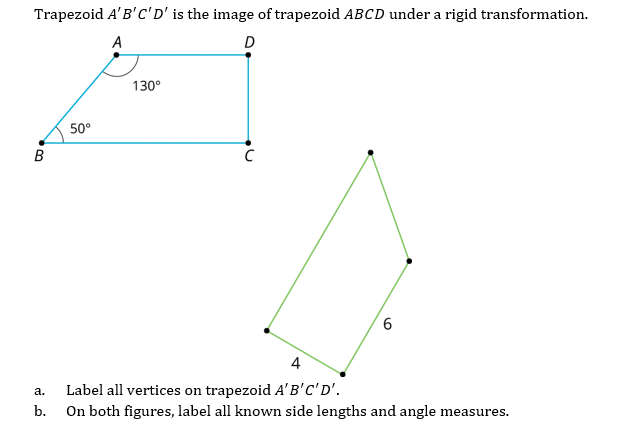 Trapezoid A′B′C′D′ is the image of trapezoid ABCD under a rigid transformation.
A
D
130°
50°
B
C
6
4
a. Label all vertices on trapezoid A′B′C′D′.
b. On both figures, label all known side lengths and angle measures.